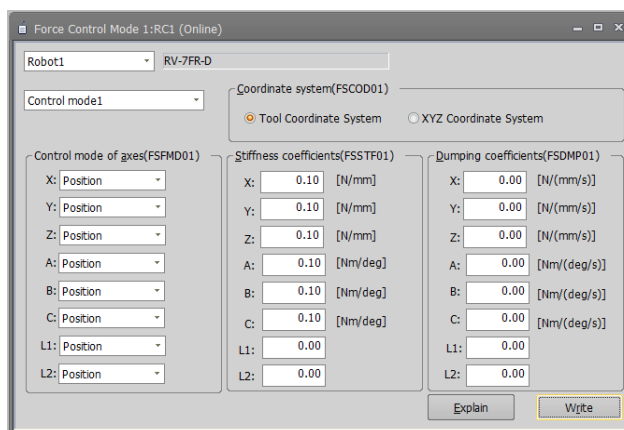 Force Control Mode 1:RC1 (Online)
Robot1 RV-7FR-D
Control mode1
Coordinate system(FSCOD01)
Tool Coordinate System XYZ Coordinate System
Control mode of axes(FSFMD01)
X: Position
Y: Position
Z: Position
A: Position
B: Position
C: Position
L1: Position
L2: Position
Stiffness coefficients(FSSTF01)
X: 0.10 [N/mm]
Y: 0.10 [N/mm]
Z: 0.10 [N/mm]
A: 0.10 [Nm/deg]
B: 0.10 [Nm/deg]
C: 0.10 [Nm/deg]
L1: 0.00
L2: 0.00
Dumping coefficients(FSDMP01)
X: 0.00 [N/(mm/s)]
Y: 0.00 [N/(mm/s)]
Z: 0.00 [N/(mm/s)]
A: 0.00 [Nm/(deg/s)]
B: 0.00 [Nm/(deg/s)]
C: 0.00 [Nm/(deg/s)]
L1: 0.00
L2: 0.00
Explain Write